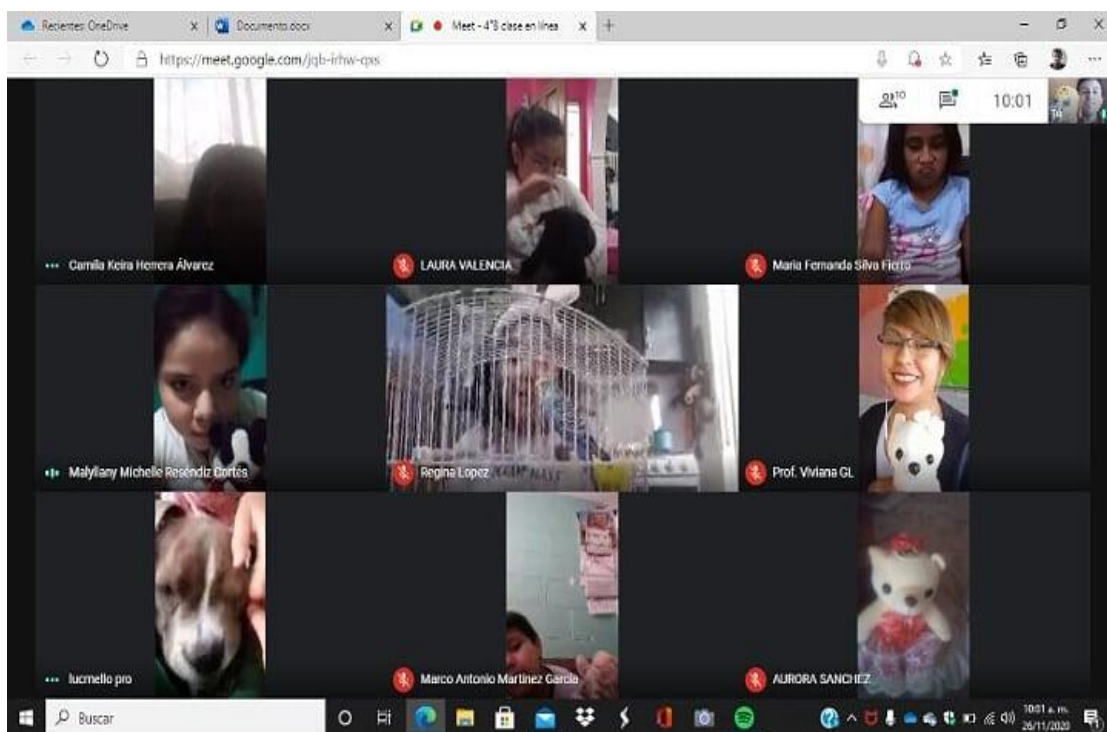 Recientes: OneDrive
Documento.docx
Meet - 4°B clase en línea
https://meet.google.com/jqb-irhw-qxs
10
10:01
Tú
Camila Keira Herrera Álvarez
LAURA VALENCIA
Maria Fernanda Silva Fierro
Malyllany Michelle Reséndiz Cortés
Regina Lopez
Prof. Viviana GL
lucmello pro
Marco Antonio Martinez Garcia
AURORA SANCHEZ
Buscar
10:01 a. m.
26/11/2020